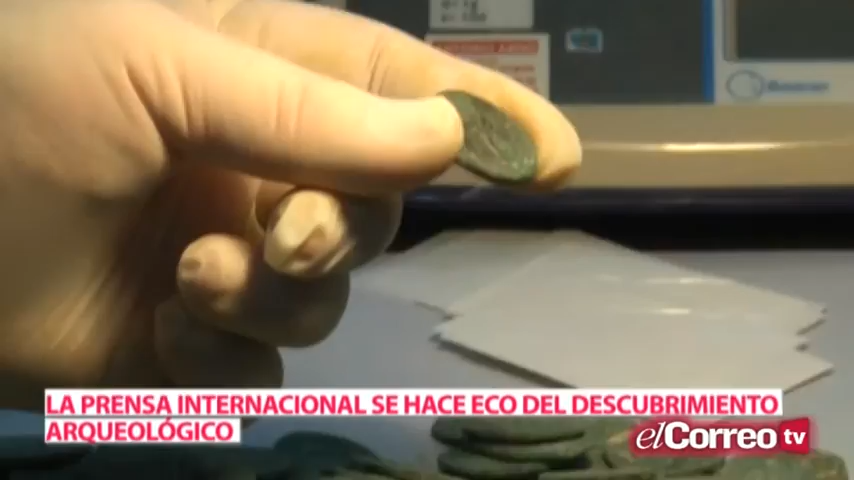 LA PRENSA INTERNACIONAL SE HACE ECO DEL DESCUBRIMIENTO
ARQUEOLÓGICO
elCorreo tv